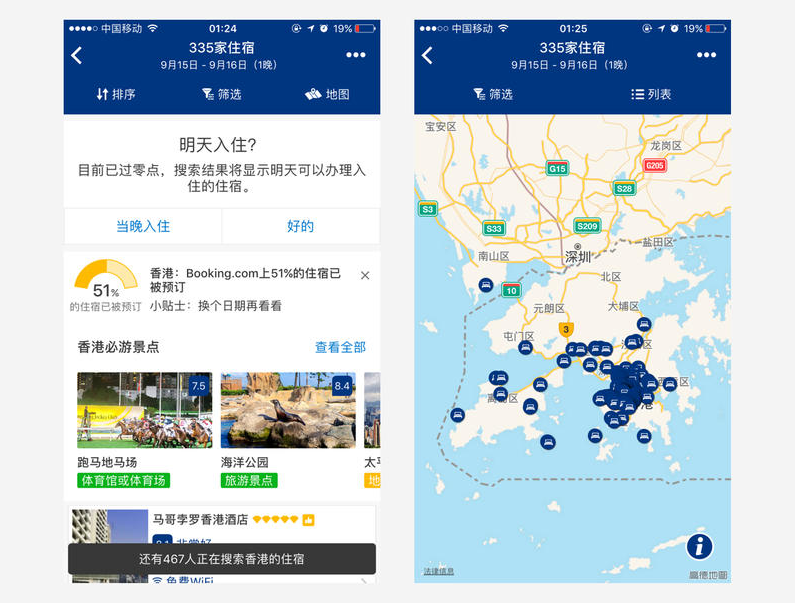 中国移动
01:24
19%
335家住宿
9月15日 - 9月16日（1晚）
排序
筛选
地图
明天入住?
目前已过零点，搜索结果将显示明天可以办理入
住的住宿。
当晚入住
好的
51%
的住宿已被预订
香港：Booking.com上51%的住宿已
被预订
小贴士：换个日期再看看
香港必游景点
查看全部
7.5
8.4
跑马地马场
海洋公园
太平
体育馆或体育场
旅游景点
地
马哥孛罗香港酒店
9.1 非常好
还有467人正在搜索香港的住宿
免费WiFi
中国移动
01:25
19%
335家住宿
9月15日 - 9月16日（1晚）
筛选
列表
宝安区
龙岗区
G15
G205
S28
S3
S33
S209
盐田区
南山区
深圳
北区
10
元朗区
大埔区
3
屯门区
区
区
港
法律信息
高德地图